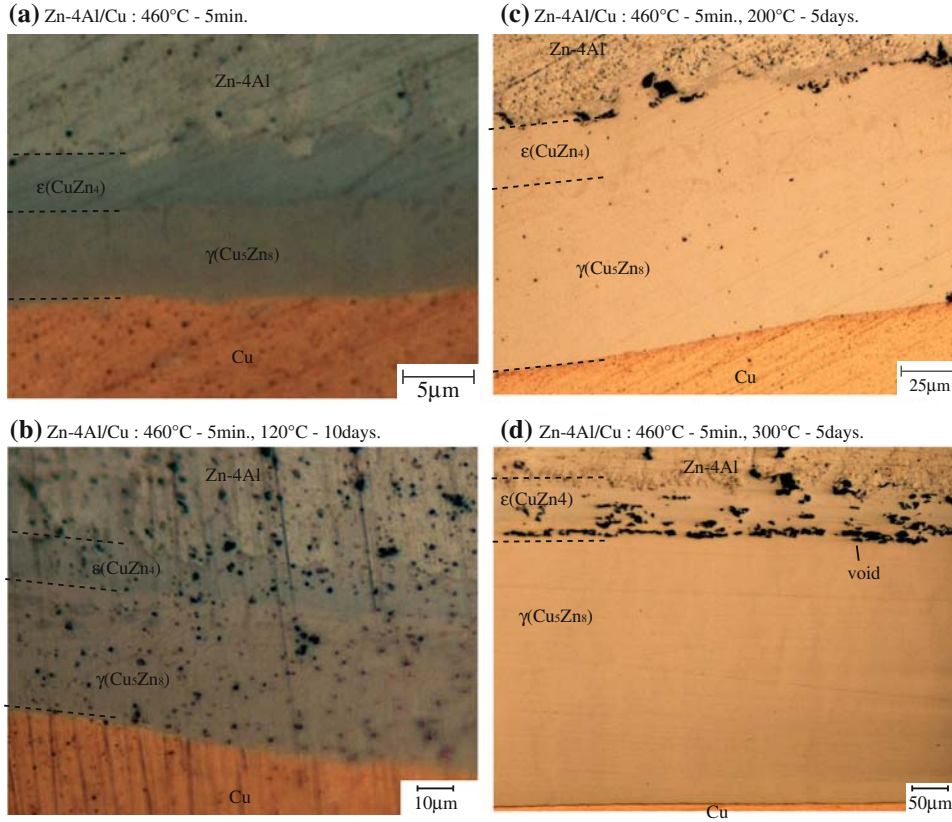 (a) Zn-4Al/Cu : 460°C - 5min.
Zn-4Al
ε(CuZn₄)
γ(Cu₅Zn₈)
Cu
5μm
(c) Zn-4Al/Cu : 460°C - 5min., 200°C - 5days.
Zn-4Al
ε(CuZn₄)
γ(Cu₅Zn₈)
Cu
25μm
(b) Zn-4Al/Cu : 460°C - 5min., 120°C - 10days.
Zn-4Al
ε(CuZn₄)
γ(Cu₅Zn₈)
Cu
10μm
(d) Zn-4Al/Cu : 460°C - 5min., 300°C - 5days.
Zn-4Al
ε(CuZn4)
void
γ(Cu₅Zn₈)
50μm
Cu